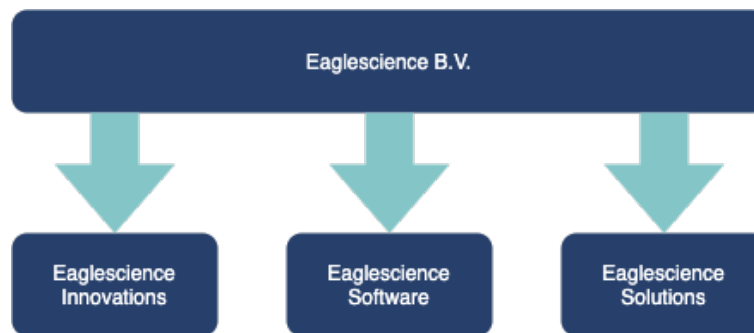 Eaglescience B.V.
Eaglescience
Innovations
Eaglescience
Software
Eaglescience
Solutions